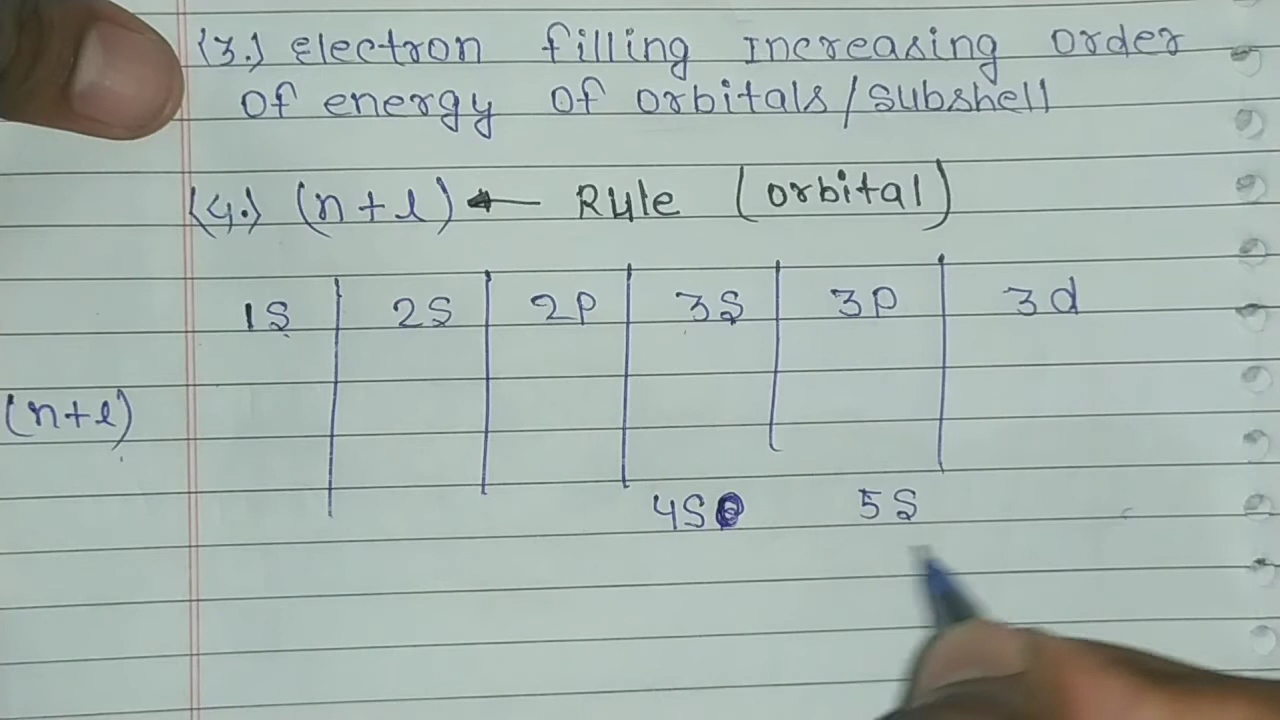 (3.) Electron filling Increasing order
of energy of orbitals/subshell
(4.) (n+l) ← Rule (orbital)
1S 2S 2P 3S 3P 3d
(n+l)
4S 5S